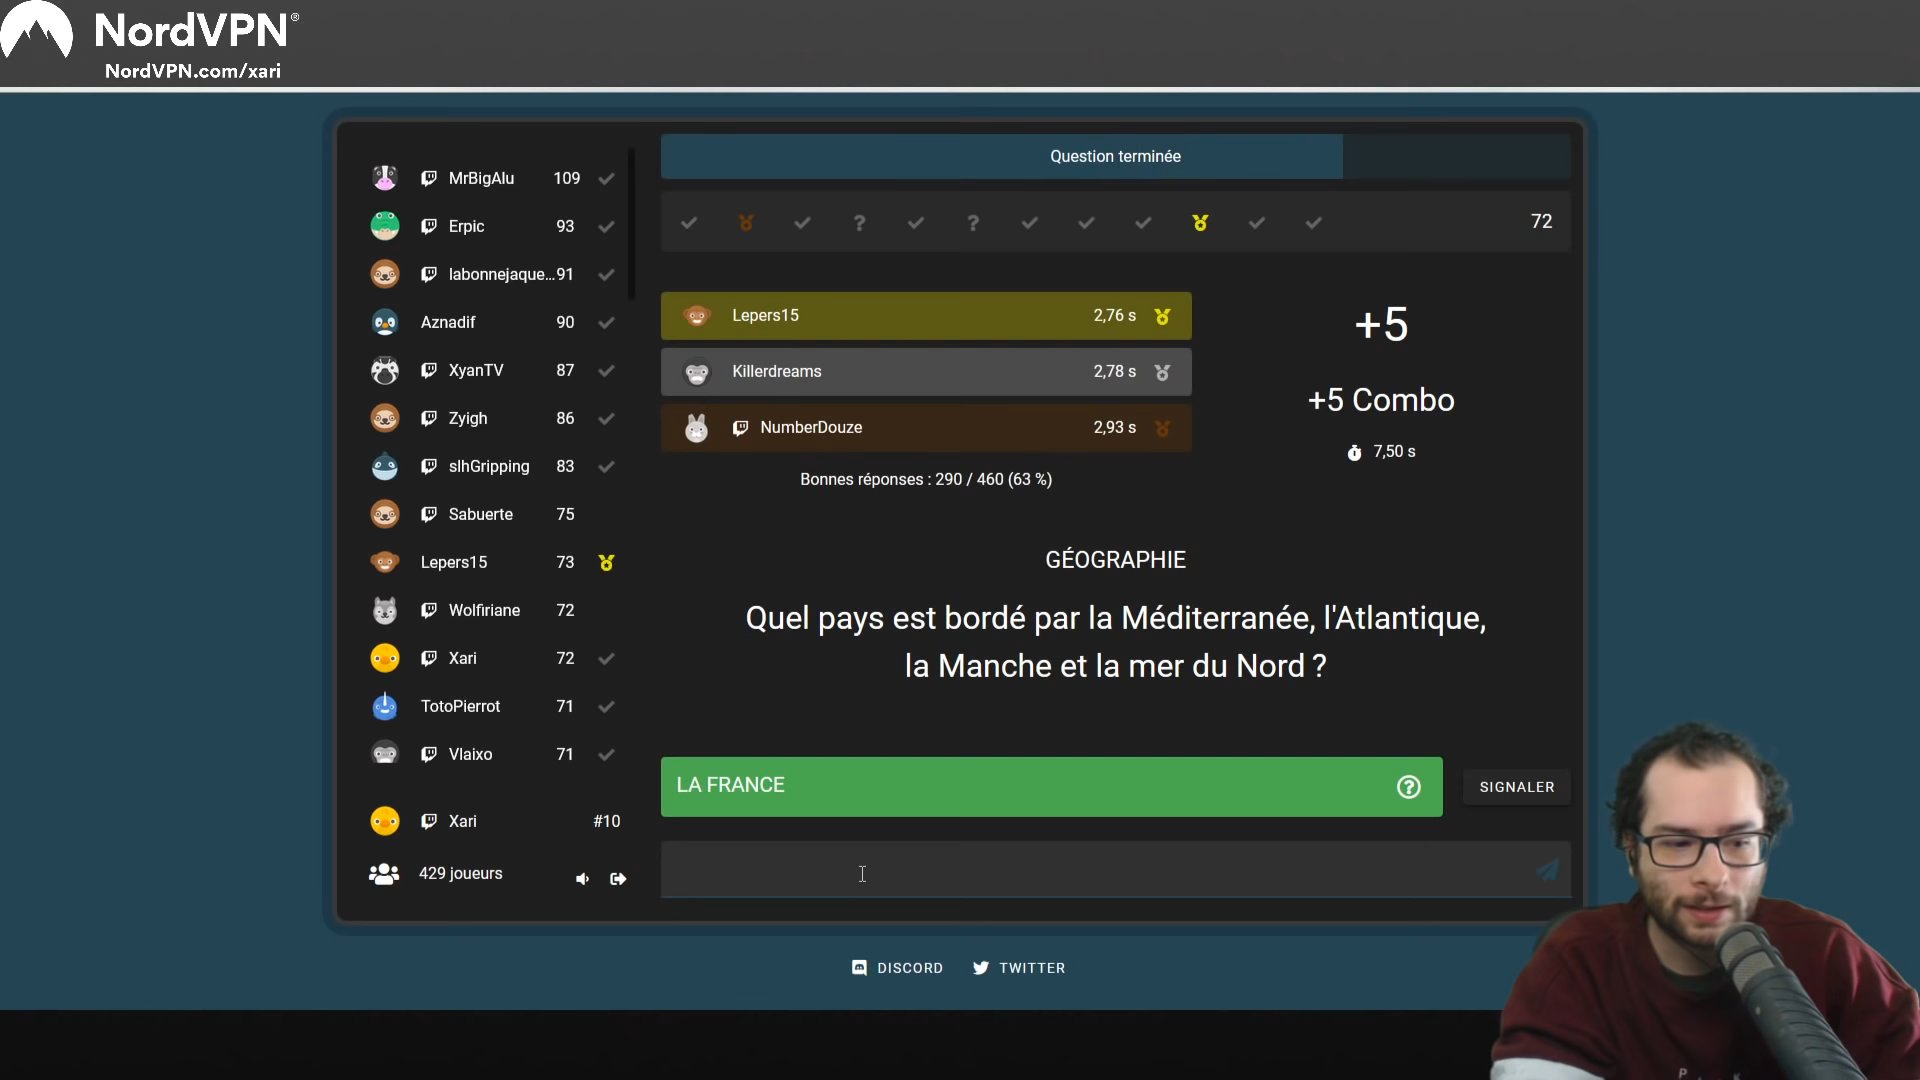 NordVPN®
NordVPN.com/xari
MrBigAlu 109
Erpic 93
labonnejaque... 91
Aznadif 90
XyanTV 87
Zyigh 86
slhGripping 83
Sabuerte 75
Lepers15 73
Wolfiriane 72
Xari 72
TotoPierrot 71
Vlaixo 71
Xari #10
429 joueurs
Question terminée
? ? 72
Lepers15 2,76 s
Killerdreams 2,78 s
NumberDouze 2,93 s
Bonnes réponses : 290 / 460 (63 %)
+5
+5 Combo
7,50 s
GÉOGRAPHIE
Quel pays est bordé par la Méditerranée, l'Atlantique,
la Manche et la mer du Nord ?
LA FRANCE ?
SIGNALER
DISCORD TWITTER